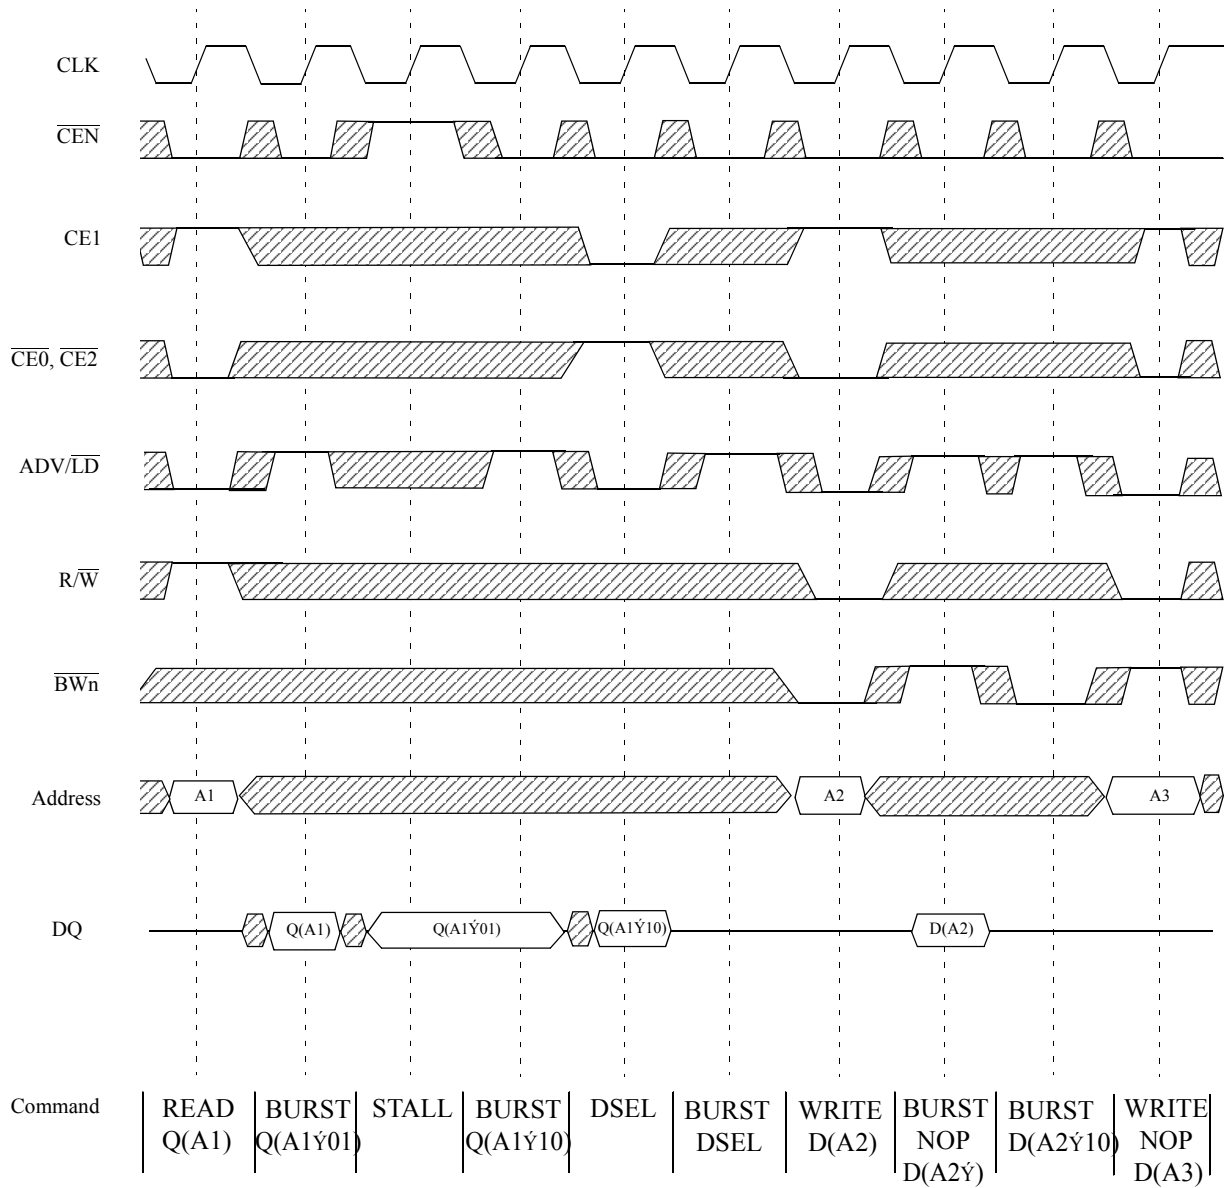 CLK
CEN
CE1
CE0, CE2
ADV/LD
R/W
BWn
Address
A1
A2
A3
DQ
Q(A1)
Q(A1Ý01)
Q(A1Ý10)
D(A2)
Command
READ
Q(A1)
BURST
Q(A1Ý01)
STALL
BURST
Q(A1Ý10)
DSEL
BURST
DSEL
WRITE
D(A2)
BURST
NOP
D(A2Ý)
BURST
D(A2Ý10)
WRITE
NOP
D(A3)